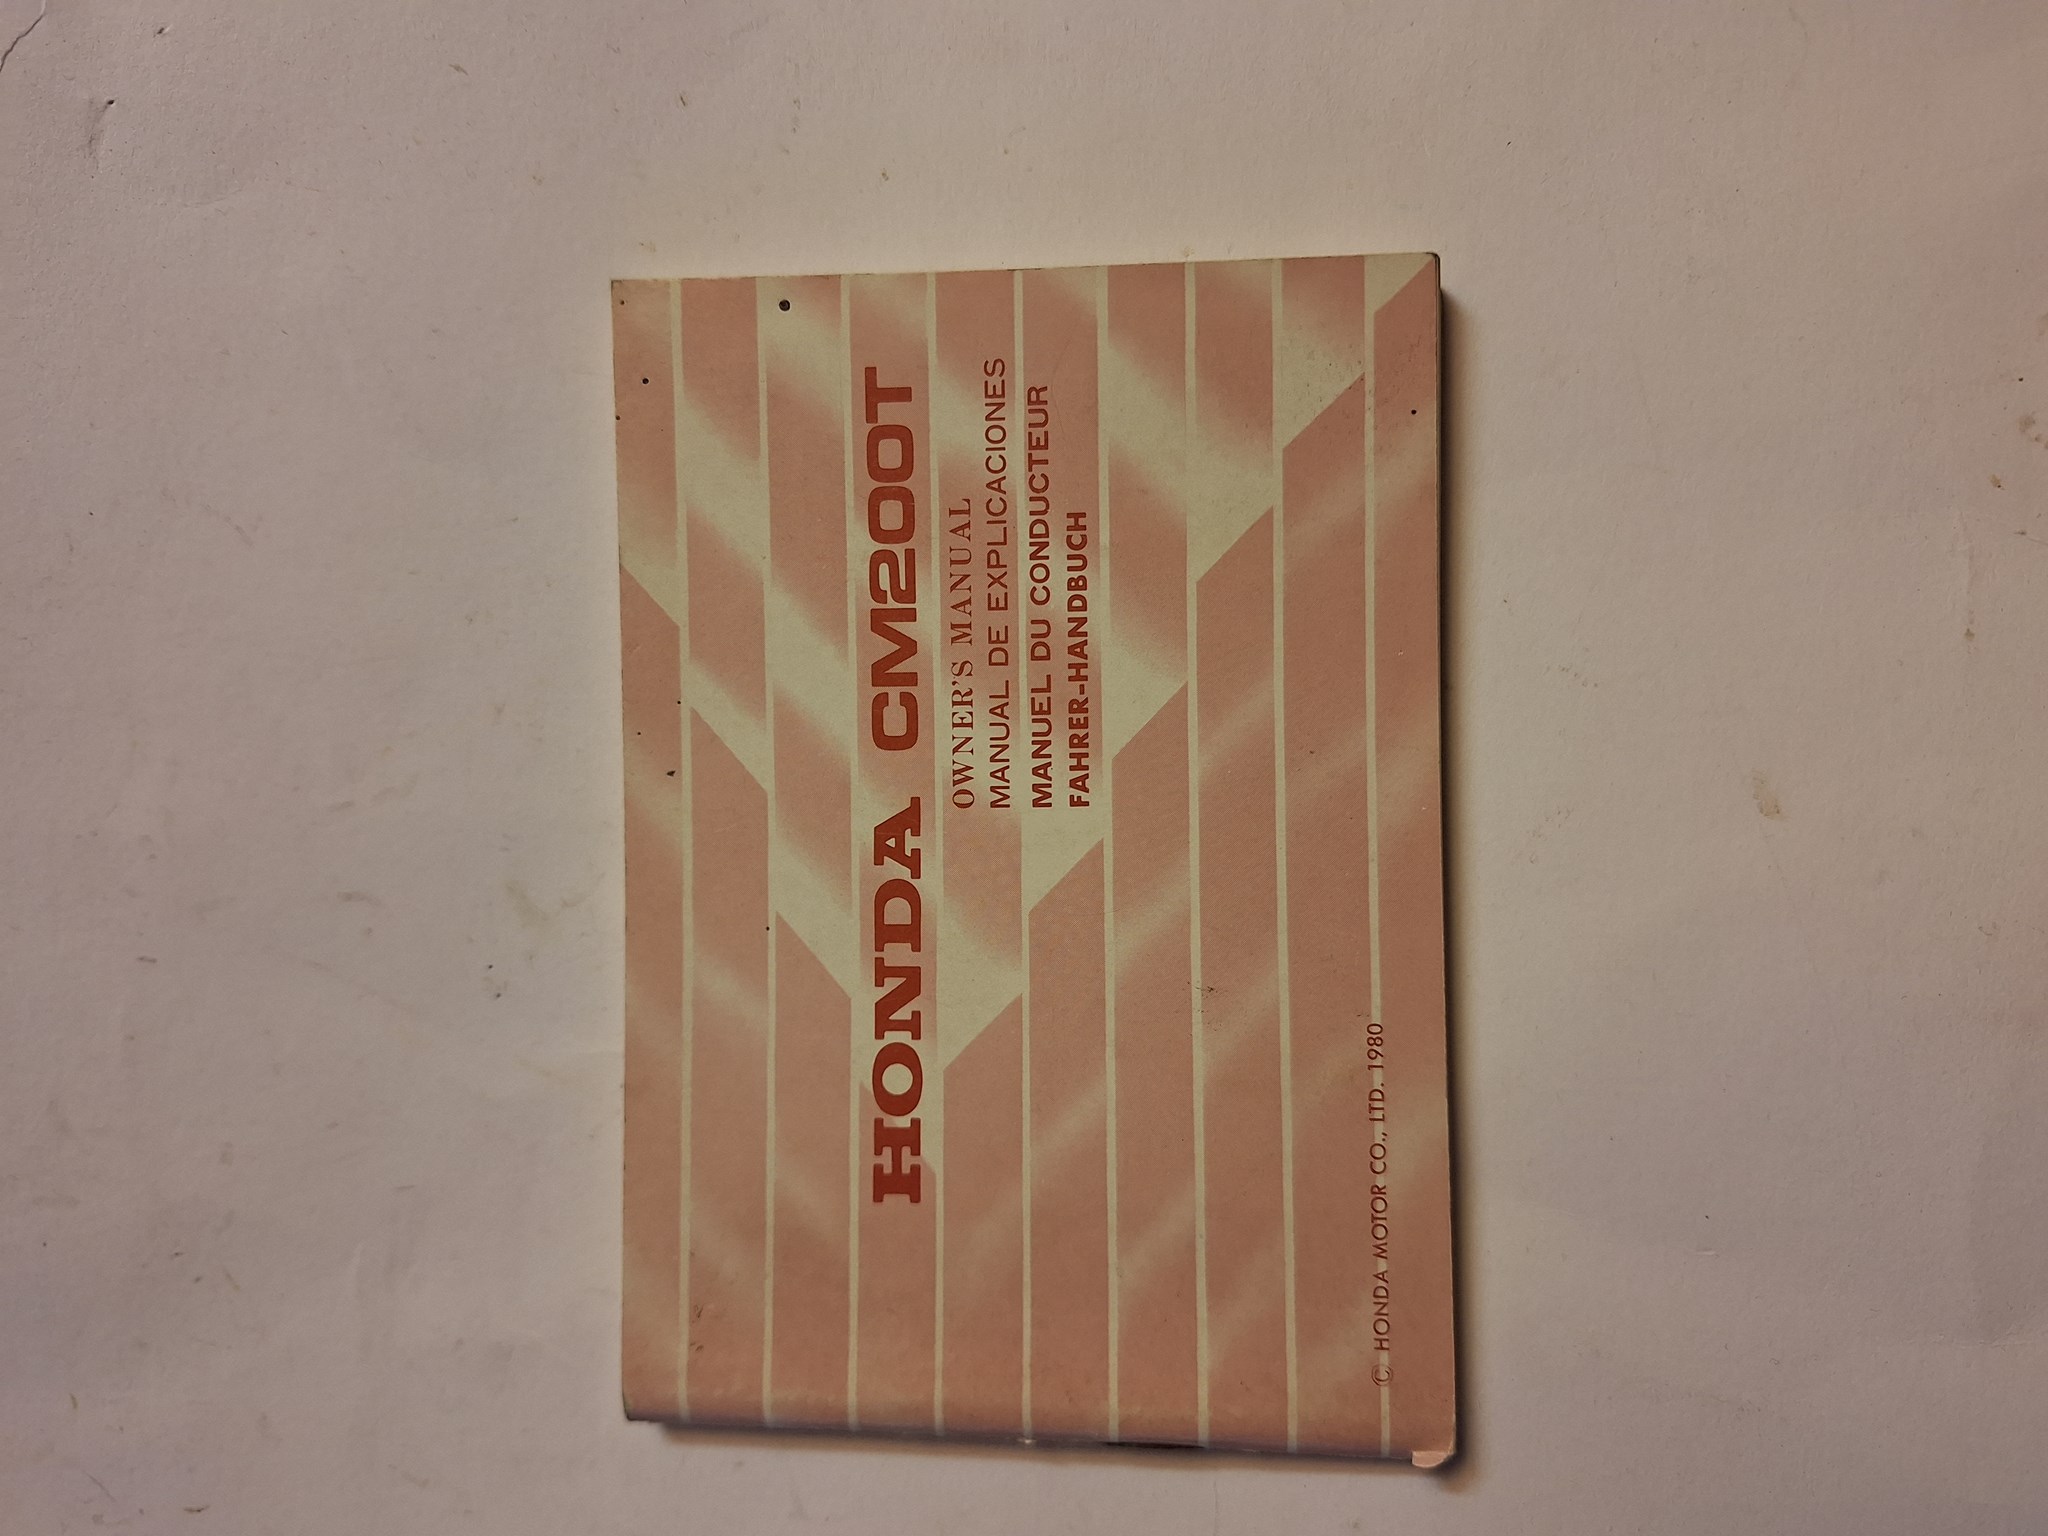 HONDA CM200T
OWNER'S MANUAL
MANUAL DE EXPLICACIONES
MANUEL DU CONDUCTEUR
FAHRER-HANDBUCH
© HONDA MOTOR CO., LTD. 1980